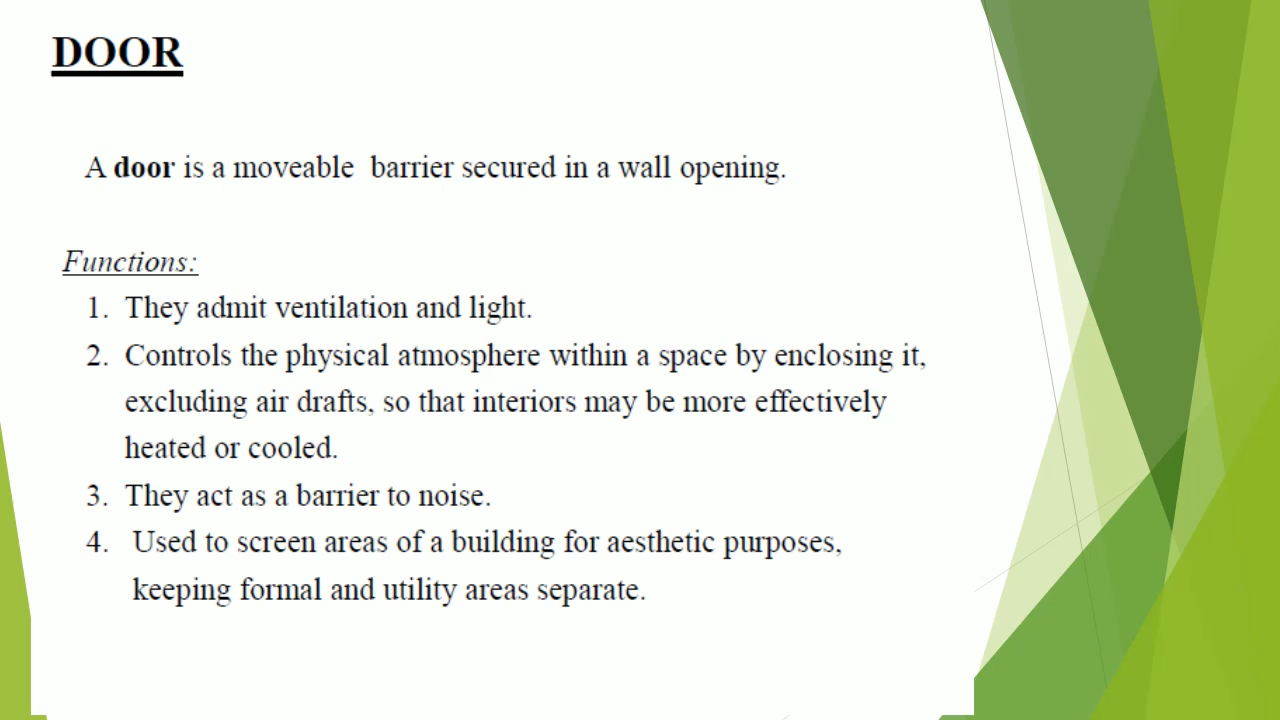 DOOR
A door is a moveable barrier secured in a wall opening.
Functions:
1. They admit ventilation and light.
2. Controls the physical atmosphere within a space by enclosing it,
excluding air drafts, so that interiors may be more effectively
heated or cooled.
3. They act as a barrier to noise.
4. Used to screen areas of a building for aesthetic purposes,
keeping formal and utility areas separate.